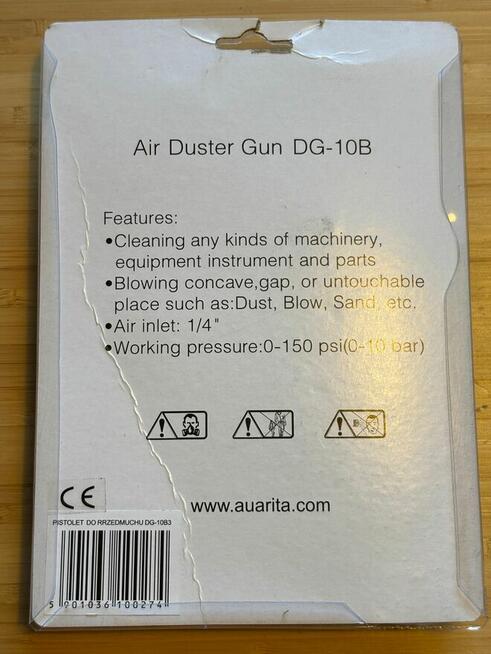 Air Duster Gun DG-10B
Features:
•Cleaning any kinds of machinery,
equipment instrument and parts
•Blowing concave,gap, or untouchable
place such as:Dust, Blow, Sand, etc.
•Air inlet: 1/4"
•Working pressure:0-150 psi(0-10 bar)
CE
www.auarita.com
PISTOLET DO RRZEDMUCHU DG-10B3
5 901036 100274